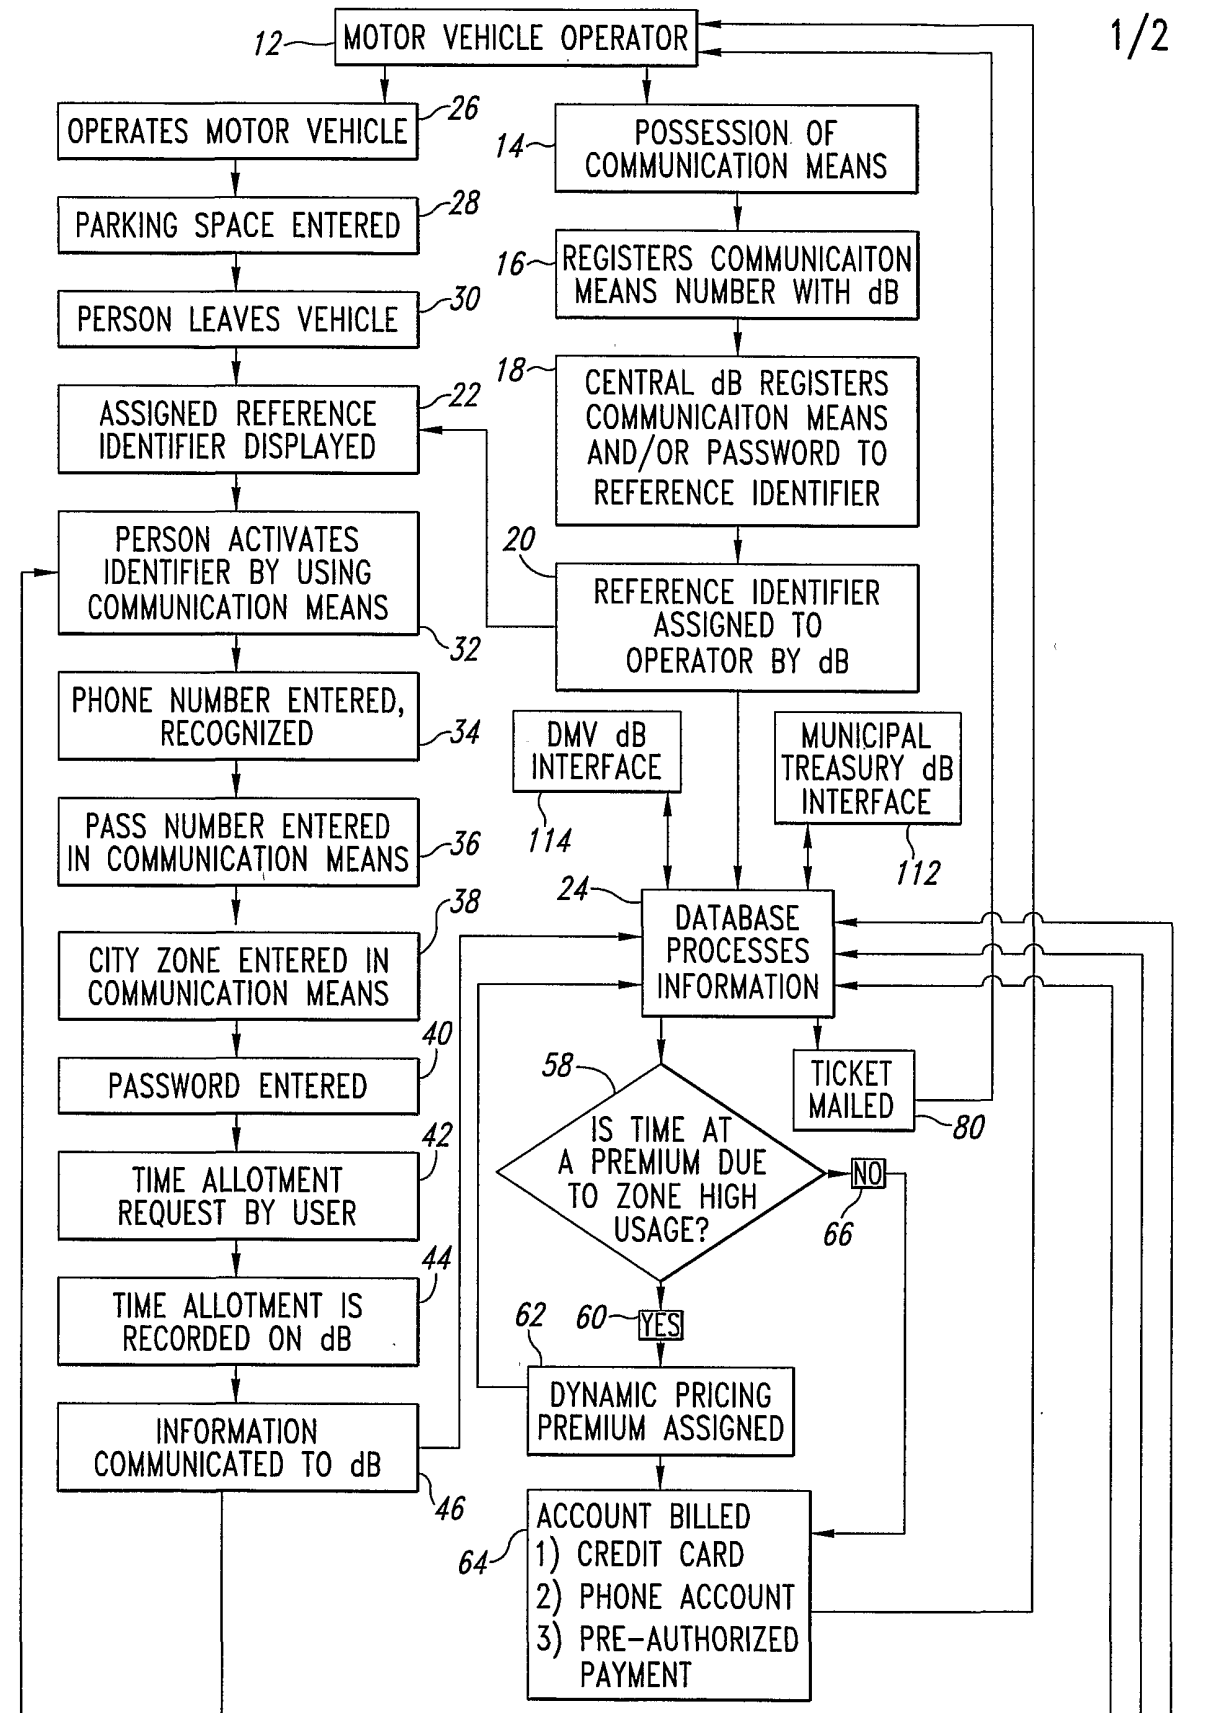 1/2
12
MOTOR VEHICLE OPERATOR
OPERATES MOTOR VEHICLE
26
PARKING SPACE ENTERED
28
PERSON LEAVES VEHICLE
30
ASSIGNED REFERENCE
IDENTIFIER DISPLAYED
22
PERSON ACTIVATES
IDENTIFIER BY USING
COMMUNICATION MEANS
32
PHONE NUMBER ENTERED,
RECOGNIZED
34
PASS NUMBER ENTERED
IN COMMUNICATION MEANS
36
CITY ZONE ENTERED IN
COMMUNICATION MEANS
38
PASSWORD ENTERED
40
TIME ALLOTMENT
REQUEST BY USER
42
TIME ALLOTMENT IS
RECORDED ON dB
44
INFORMATION
COMMUNICATED TO dB
46
14
POSSESSION OF
COMMUNICATION MEANS
16
REGISTERS COMMUNICAITON
MEANS NUMBER WITH dB
18
CENTRAL dB REGISTERS
COMMUNICAITON MEANS
AND/OR PASSWORD TO
REFERENCE IDENTIFIER
20
REFERENCE IDENTIFIER
ASSIGNED TO
OPERATOR BY dB
DMV dB
INTERFACE
114
MUNICIPAL
TREASURY dB
INTERFACE
112
24
DATABASE
PROCESSES
INFORMATION
TICKET
MAILED
80
58
IS TIME AT
A PREMIUM DUE
TO ZONE HIGH
USAGE?
NO
66
60
YES
62
DYNAMIC PRICING
PREMIUM ASSIGNED
64
ACCOUNT BILLED
1) CREDIT CARD
2) PHONE ACCOUNT
3) PRE-AUTHORIZED
PAYMENT